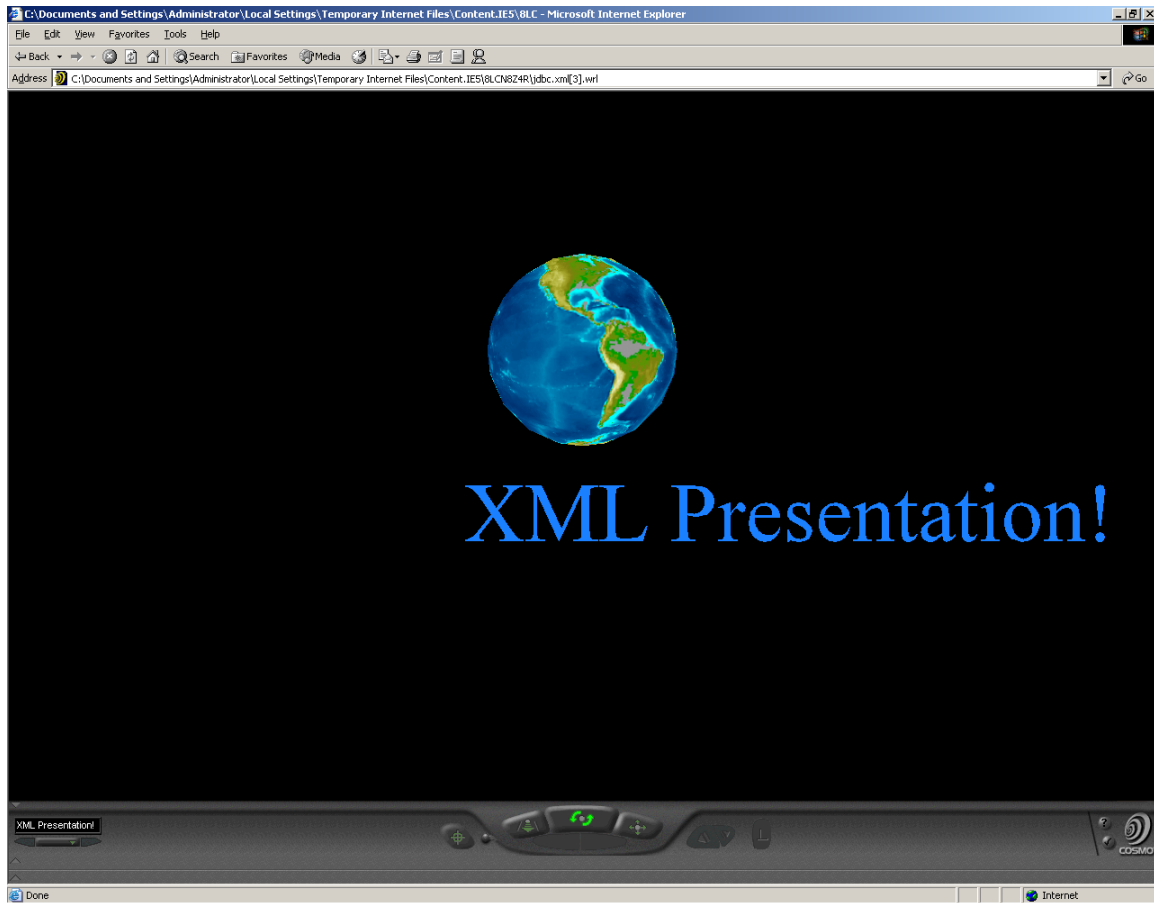 C:\Documents and Settings\Administrator\Local Settings\Temporary Internet Files\Content.IE5\8LC - Microsoft Internet Explorer
File Edit View Favorites Tools Help
Back Search Favorites Media
Address C:\Documents and Settings\Administrator\Local Settings\Temporary Internet Files\Content.IE5\8LCN8Z4R\jdbc.xml[3].wrl Go
XML Presentation!
XML Presentation!
COSMO
Done Internet